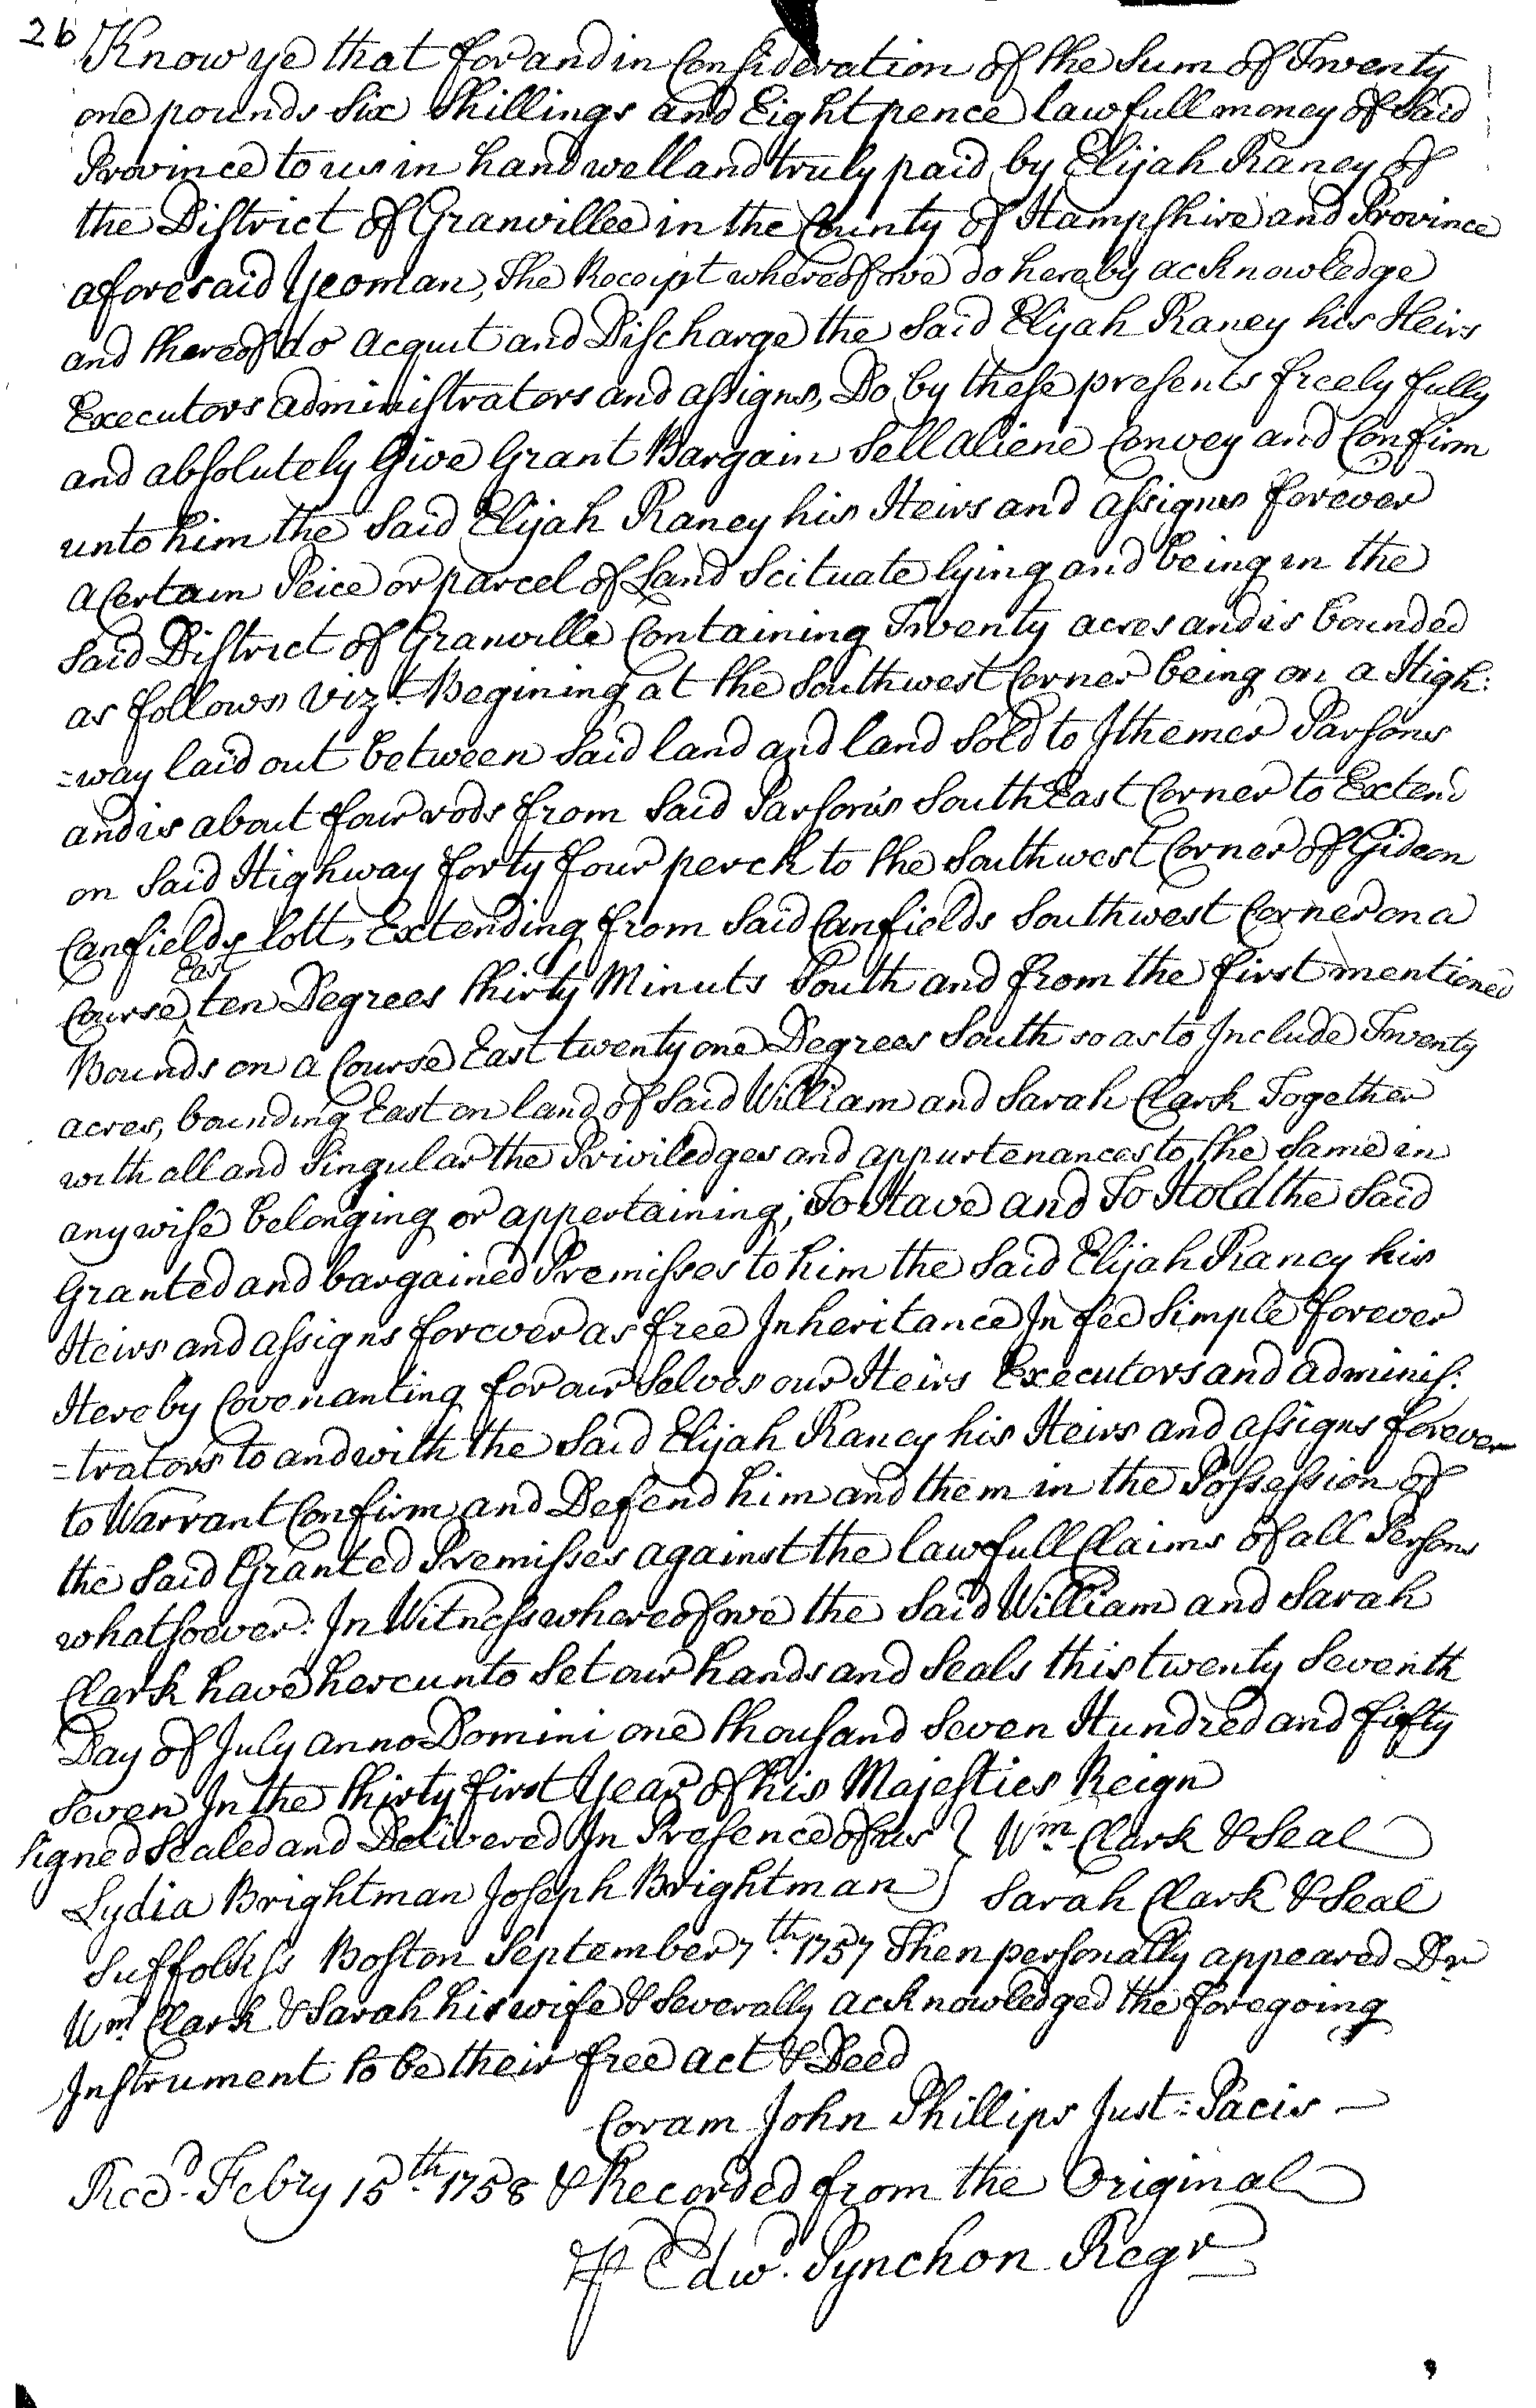 26
Know ye that for and in Consideration of the Sum of Twenty
one pounds Six Shillings and Eight pence lawfull money of Said
Province to us in hand well and truly paid by Elijah Raney of
the District of Granvillee in the County of Hampshire and Province
aforesaid Yeoman, The Receipt whereof we do hereby acknowledge
and thereof do acquit and Discharge the Said Elijah Raney his Heirs
Executors administrators and assigns, Do by these presents freely fully
and absolutely Give Grant Bargain Sell aliene Convey and Confirm
unto him the Said Elijah Raney his Heirs and assignes forever
a Certain Peice or parcel of Land Scituate lying and being in the
Said District of Granville Containing Twenty acres and is bounded
as follows vizt. Begining at the Southwest Corner being on a High:
=way laid out between Said land and land Sold to Ithemer Parsons
and is about four rods from Said Parson's South East Corner to Extend
on Said Highway forty four perch to the Southwest Corner of Gideon
Canfields lott, Extending from Said Canfields Southwest Corner on a
East
Course ^ ten Degrees thirty Minuts South and from the first mentioned
Bounds on a Course East twenty one Degrees South so as to Include Twenty
acres, bounding East on land of Said William and Sarah Clark Together
with all and Singular the Priviledges and appurtenances to the Same in
any wise belonging or appertaining; To Have and To Hold the Said
Granted and bargained Premisses to him the Said Elijah Raney his
Heirs and assigns forever as free Inheritance In fee Simple forever
Hereby Covenanting for our Selves our Heirs Executors and adminis:
=trators to and with the Said Elijah Raney his Heirs and assigns forever
to Warrant Confirm and Defend him and them in the Possession of
the Said Granted Premisses against the lawfull Claims of all Persons
whatsoever: In Witness whereof we the Said William and Sarah
Clark have hereunto Set our hands and Seals this twenty Seventh
Day of July anno Domini one thousand Seven Hundred and fifty
Seven In the thirty first Year of his Majesties Reign
Signed Sealed and Delivered In Presence of us } Wm. Clark & Seal
Lydia Brightman Joseph Brightman } Sarah Clark & Seal
Suffolk ss Boston September 7th. 1757 Then personally appeared Dr.
Wm. Clark & Sarah his wife & Severally acknowledged the foregoing
Instrument to be their free act & Deed
Coram John Phillips Just: Pacis
Recd. Febry 15th. 1758 & Recorded from the Original
℔ Edwd. Pynchon Regr